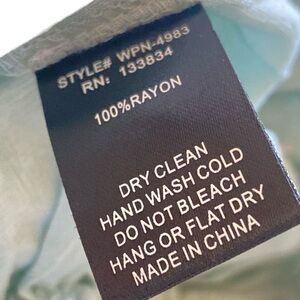 STYLE# WPN-4983
RN: 133834
100%RAYON
DRY CLEAN
HAND WASH COLD
DO NOT BLEACH
HANG OR FLAT DRY
MADE IN CHINA